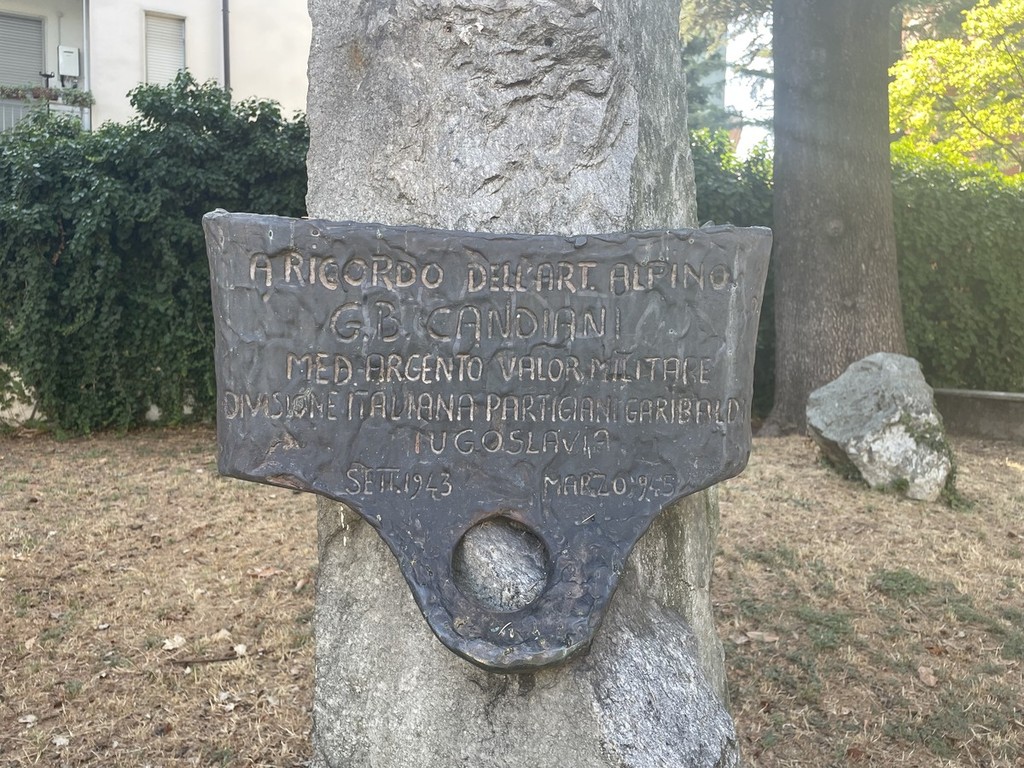 A RICORDO DELL'ART. ALPINO
G.B. CANDIANI
MED. ARGENTO VALOR MILITARE
DIVISIONE ITALIANA PARTIGIANI GARIBALDI
IUGOSLAVIA
SETT. 1943 MARZO 1945